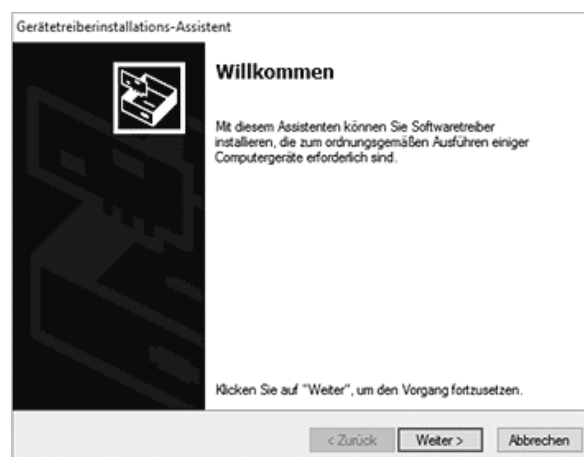 Gerätetreiberinstallations-Assistent
Willkommen
Mit diesem Assistenten können Sie Softwaretreiber
installieren, die zum ordnungsgemäßen Ausführen einiger
Computergeräte erforderlich sind.
Klicken Sie auf "Weiter", um den Vorgang fortzusetzen.
< Zurück Weiter > Abbrechen